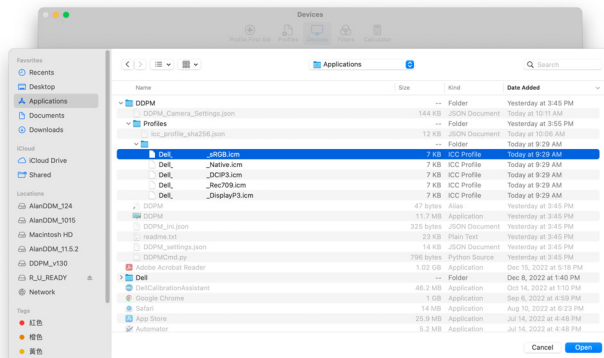 Devices
Profile First Aid Profiles Devices Filters Calculator
Favorites
Recents
Desktop
Applications
Documents
Downloads
iCloud
iCloud Drive
Shared
Locations
AlanDDM_124
AlanDDM_1015
Macintosh HD
AlanDDM_11.5.2
DDPM_v130
R_U_READY
Network
Tags
紅色
橙色
黃色
Applications
Search
Name Size Kind Date Added
DDPM -- Folder Yesterday at 3:45 PM
DDPM_Camera_Settings.json 144 KB JSON Document Today at 10:11 AM
Profiles -- Folder Yesterday at 3:55 PM
icc_profile_sha256.json 12 KB JSON Document Today at 10:06 AM
-- Folder Today at 9:29 AM
Dell_ _sRGB.icm 7 KB ICC Profile Today at 9:29 AM
Dell_ _Native.icm 7 KB ICC Profile Today at 9:29 AM
Dell_ _DCIP3.icm 7 KB ICC Profile Today at 9:29 AM
Dell_ _Rec709.icm 7 KB ICC Profile Today at 9:29 AM
Dell_ _DisplayP3.icm 7 KB ICC Profile Today at 9:29 AM
DDPM 47 bytes Alias Yesterday at 3:45 PM
DDPM 11.7 MB Application Yesterday at 3:45 PM
DDPM_ini.json 325 bytes JSON Document Yesterday at 3:45 PM
readme.txt 23 KB Plain Text Yesterday at 3:45 PM
DDPM_settings.json 14 KB JSON Document Yesterday at 3:45 PM
DDPMCmd.py 796 bytes Python Source Yesterday at 3:45 PM
Adobe Acrobat Reader 1.02 GB Application Dec 15, 2022 at 5:18 PM
Dell -- Folder Dec 8, 2022 at 1:40 PM
DellCalibrationAssistant 46.2 MB Application Oct 14, 2022 at 1:10 PM
Google Chrome 1 GB Application Sep 6, 2022 at 4:59 PM
Safari 14 MB Application Aug 10, 2022 at 6:23 PM
App Store 25.9 MB Application Jul 14, 2022 at 4:48 PM
Automator 5.2 MB Application Jul 14, 2022 at 4:48 PM
Cancel Open